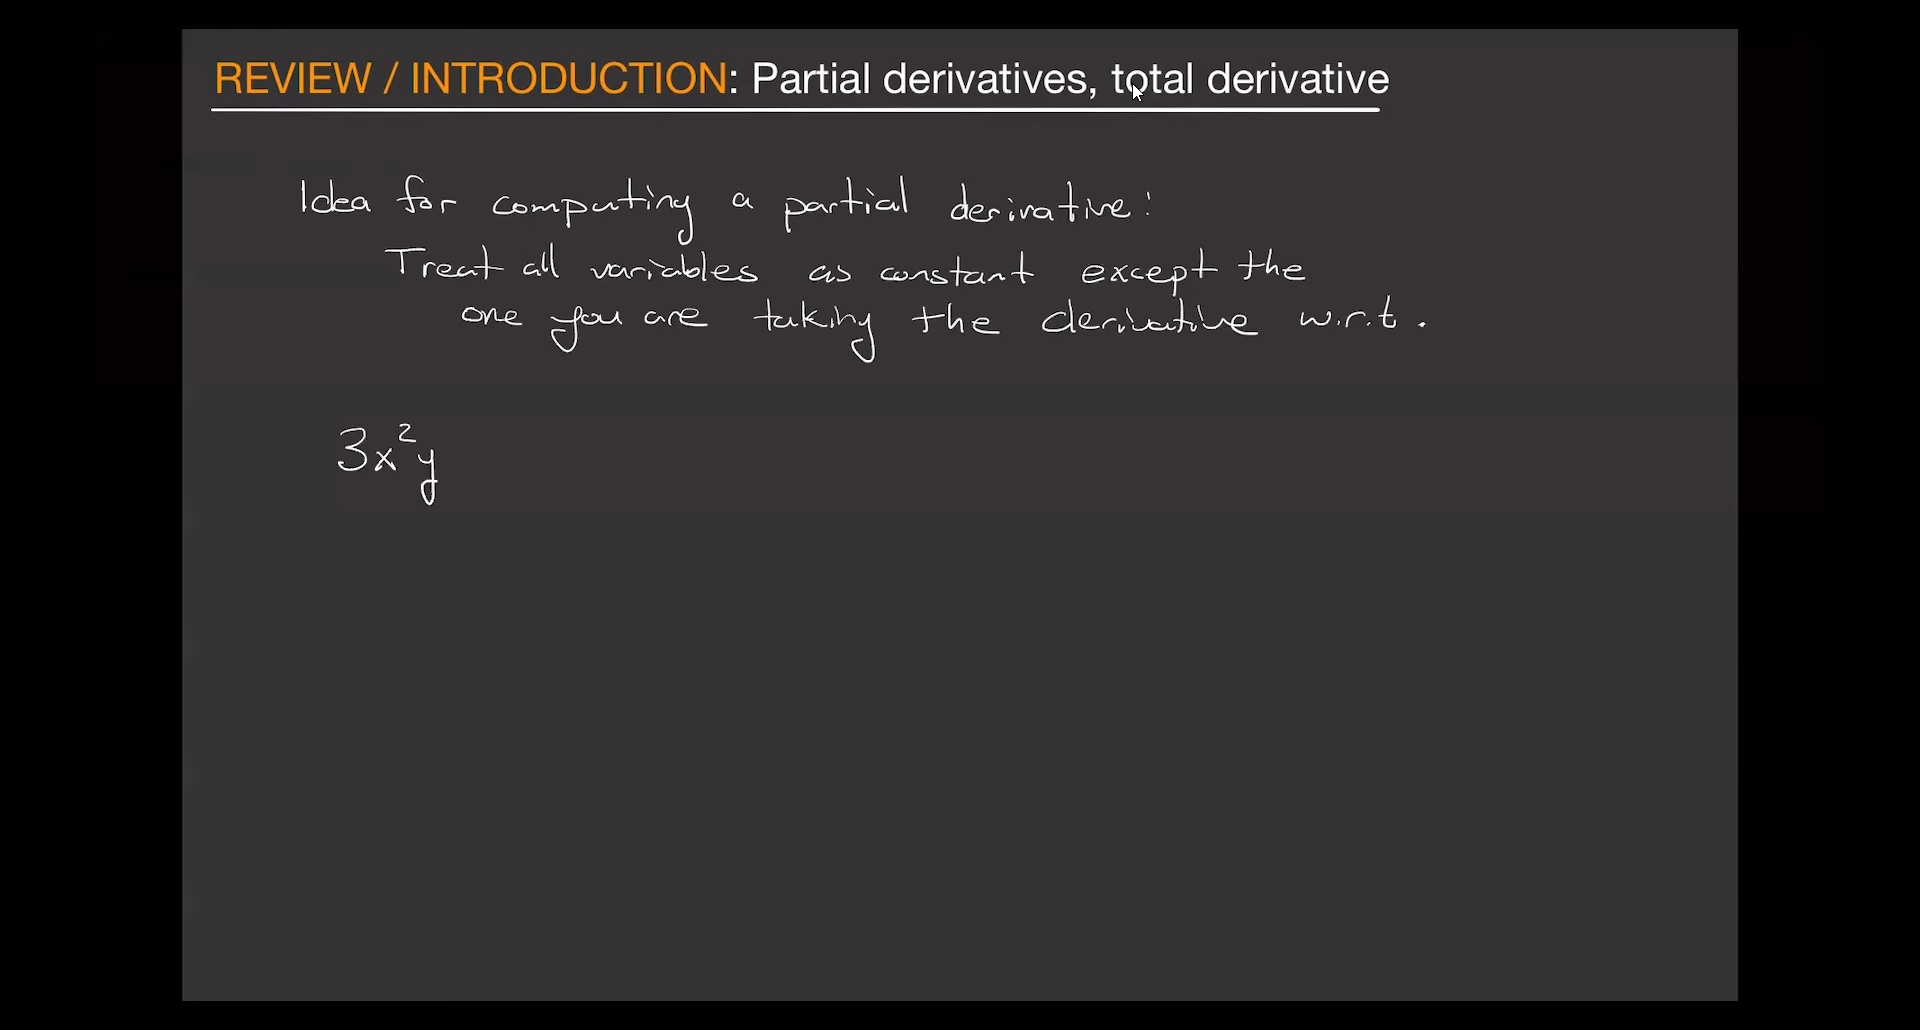 REVIEW / INTRODUCTION: Partial derivatives, total derivative
Idea for computing a partial derivative:
Treat all variables as constant except the
one you are taking the derivative w.r.t.
3x²y